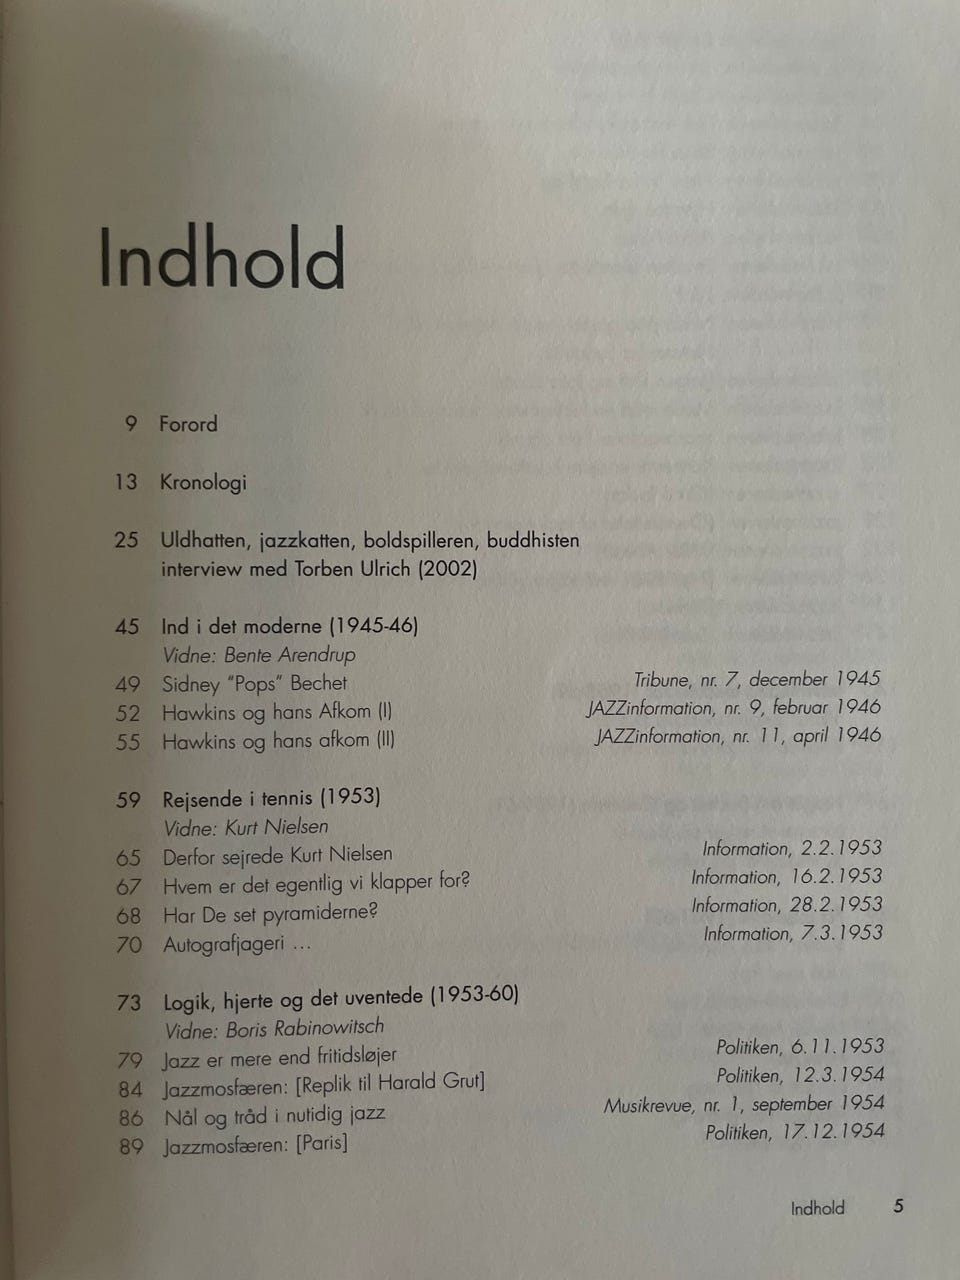 Indhold
9 Forord
13 Kronologi
25 Uldhatten, jazzkatten, boldspilleren, buddhisten
interview med Torben Ulrich (2002)
45 Ind i det moderne (1945-46)
Vidne: Bente Arendrup
49 Sidney “Pops” Bechet Tribune, nr. 7, december 1945
52 Hawkins og hans Afkom (I) JAZZinformation, nr. 9, februar 1946
55 Hawkins og hans afkom (II) JAZZinformation, nr. 11, april 1946
59 Rejsende i tennis (1953)
Vidne: Kurt Nielsen
65 Derfor sejrede Kurt Nielsen Information, 2.2.1953
67 Hvem er det egentlig vi klapper for? Information, 16.2.1953
68 Har De set pyramiderne? Information, 28.2.1953
70 Autografjageri ... Information, 7.3.1953
73 Logik, hjerte og det uventede (1953-60)
Vidne: Boris Rabinowitsch
79 Jazz er mere end fritidsløjer Politiken, 6.11.1953
84 Jazzmosfæren: [Replik til Harald Grut] Politiken, 12.3.1954
86 Nål og tråd i nutidig jazz Musikrevue, nr. 1, september 1954
89 Jazzmosfæren: [Paris] Politiken, 17.12.1954
Indhold 5